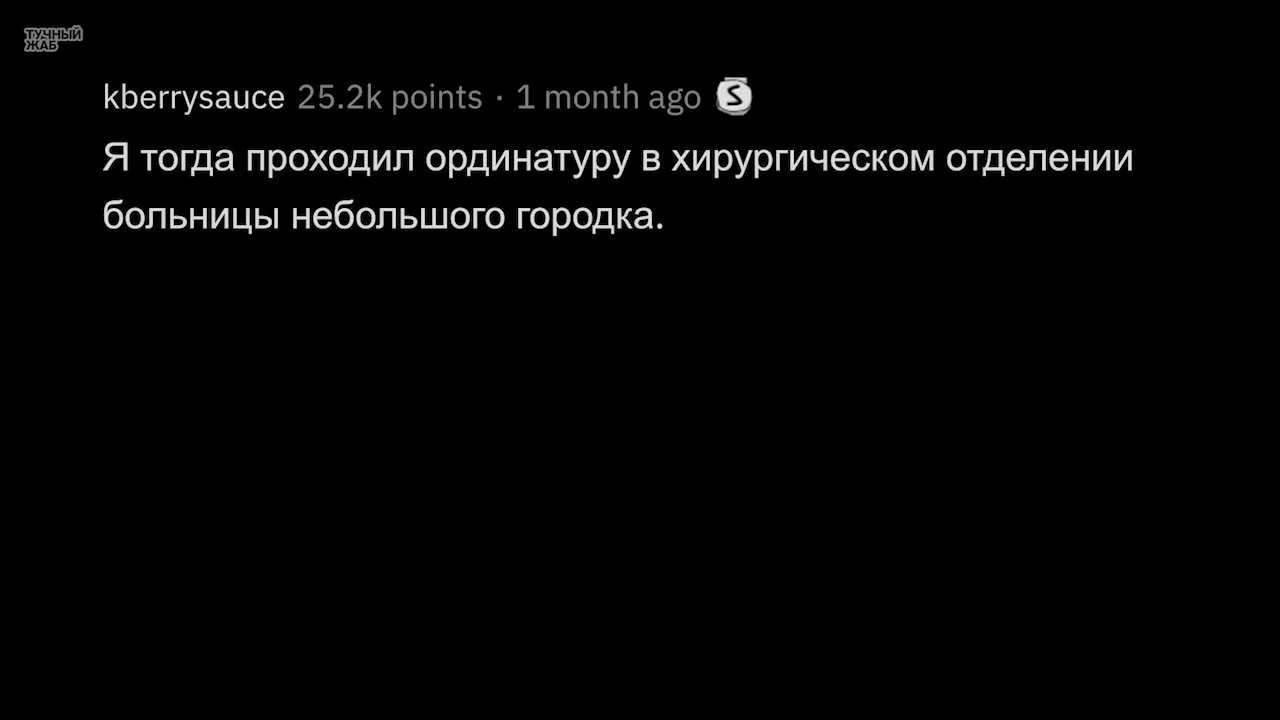 ТУЧНЫЙ
ЖАБ
kberrysauce 25.2k points · 1 month ago
Я тогда проходил ординатуру в хирургическом отделении
больницы небольшого городка.